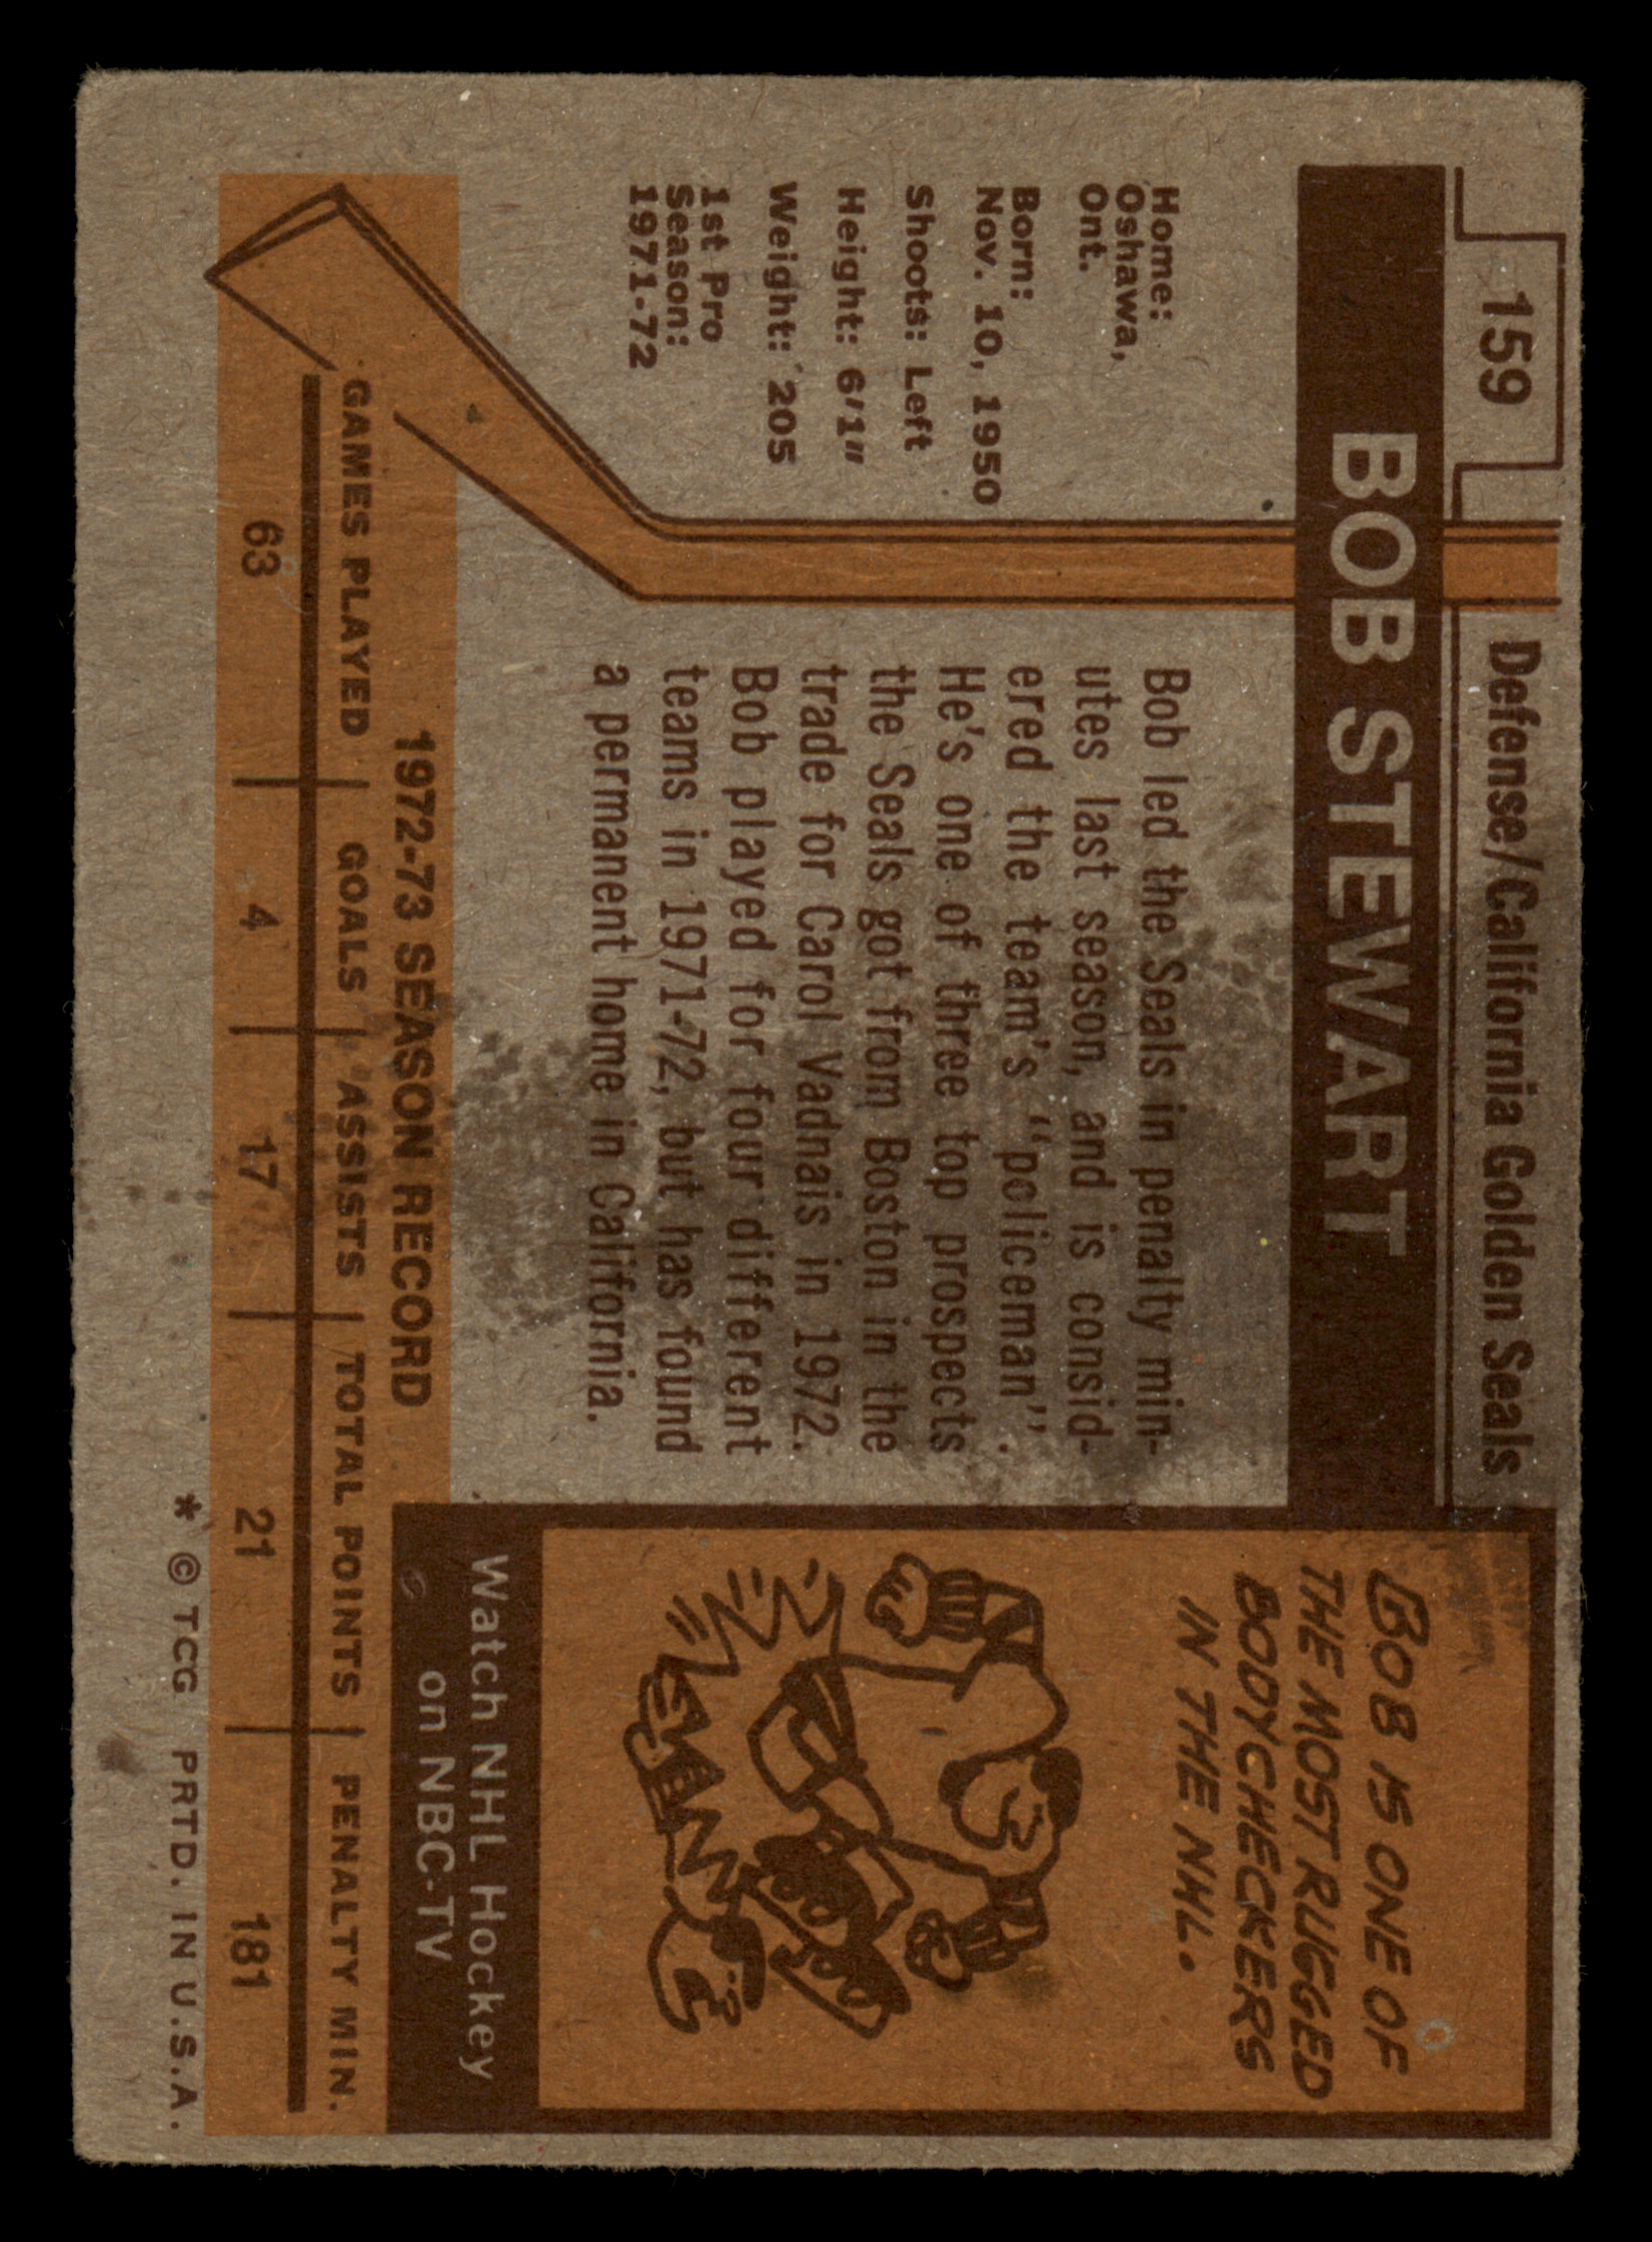 159
Defense/California Golden Seals
BOB STEWART
Home:
Oshawa,
Ont.
Born:
Nov. 10, 1950
Shoots: Left
Height: 6'1"
Weight: 205
1st Pro
Season:
1971-72
Bob led the Seals in penalty min-
utes last season, and is consid-
ered the team's "policeman".
He's one of three top prospects
the Seals got from Boston in the
trade for Carol Vadnais in 1972.
Bob played for four different
teams in 1971-72, but has found
a permanent home in California.
BOB IS ONE OF
THE MOST RUGGED
BODYCHECKERS
IN THE NHL.
Watch NHL Hockey
on NBC-TV
1972-73 SEASON RECORD
GAMES PLAYED | GOALS | ASSISTS | TOTAL POINTS | PENALTY MIN.
63 | 4 | 17 | 21 | 181
* © TCG PRTD. IN U.S.A.